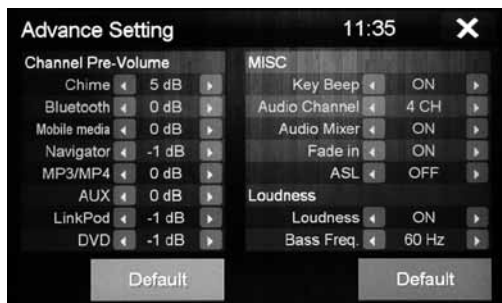 Advance Setting 11:35 X
Channel Pre-Volume
Chime 5 dB
Bluetooth 0 dB
Mobile media 0 dB
Navigator -1 dB
MP3/MP4 0 dB
AUX 0 dB
LinkPod -1 dB
DVD -1 dB
Default
MISC
Key Beep ON
Audio Channel 4 CH
Audio Mixer ON
Fade in ON
ASL OFF
Loudness
Loudness ON
Bass Freq. 60 Hz
Default